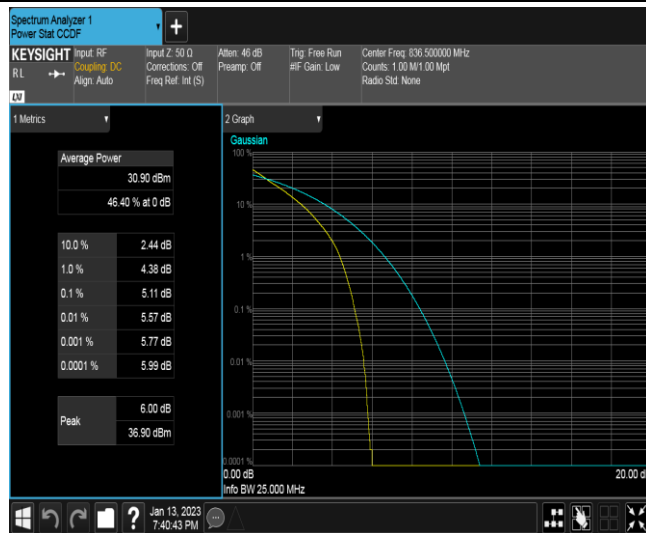 Spectrum Analyzer 1
Power Stat CCDF
+
KEYSIGHT
RL
Input: RF
Coupling: DC
Align: Auto
Input Z: 50 Ω
Corrections: Off
Freq Ref: Int (S)
Atten: 46 dB
Preamp: Off
Trig: Free Run
#IF Gain: Low
Center Freq: 836.500000 MHz
Counts: 1.00 M/1.00 Mpt
Radio Std: None
1 Metrics
Average Power
30.90 dBm
46.40 % at 0 dB
10.0 % 2.44 dB
1.0 % 4.38 dB
0.1 % 5.11 dB
0.01 % 5.57 dB
0.001 % 5.77 dB
0.0001 % 5.99 dB
Peak
6.00 dB
36.90 dBm
2 Graph
Gaussian
100 %
10 %
1 %
0.1 %
0.01 %
0.001 %
0.0001 %
0.00 dB
20.00 d
Info BW 25.000 MHz
?
Jan 13, 2023
7:40:43 PM